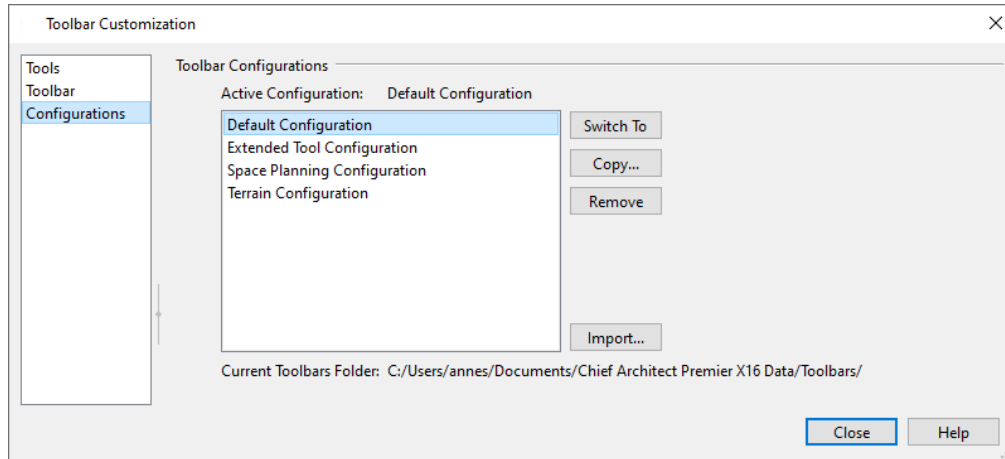 Toolbar Customization
Tools
Toolbar
Configurations
Toolbar Configurations
Active Configuration: Default Configuration
Default Configuration
Extended Tool Configuration
Space Planning Configuration
Terrain Configuration
Switch To
Copy...
Remove
Import...
Current Toolbars Folder: C:/Users/annes/Documents/Chief Architect Premier X16 Data/Toolbars/
Close
Help